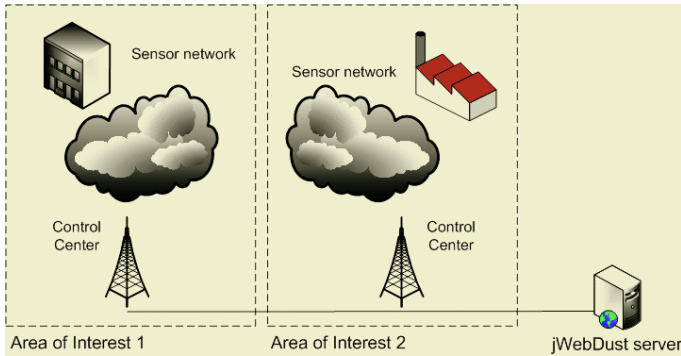 Sensor network
Sensor network
Control
Center
Control
Center
Area of Interest 1
Area of Interest 2
jWebDust server